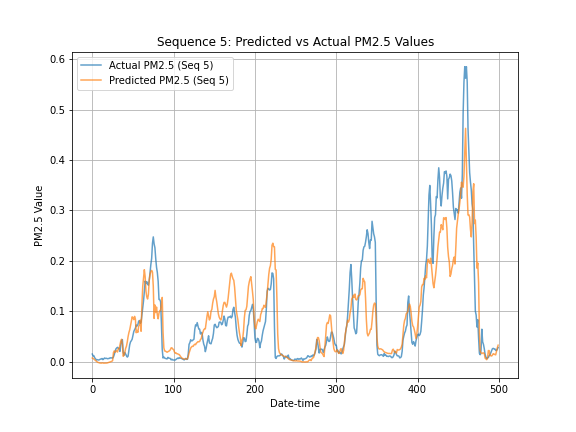 Sequence 5: Predicted vs Actual PM2.5 Values
Actual PM2.5 (Seq 5)
Predicted PM2.5 (Seq 5)
0.6
0.5
0.4
0.3
0.2
0.1
0.0
PM2.5 Value
0 100 200 300 400 500
Date-time